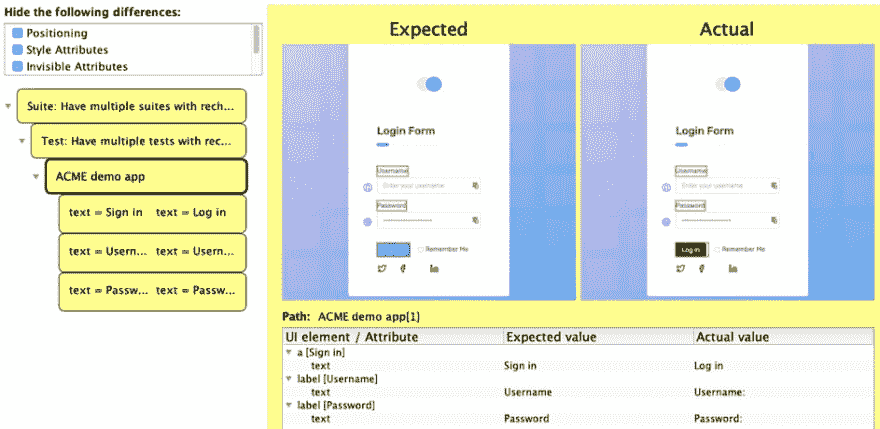 Hide the following differences:
Positioning
Style Attributes
Invisible Attributes
Suite: Have multiple suites with rech...
Test: Have multiple tests with rec...
ACME demo app
text = Sign in text = Log in
text = Usern... text = Usern...
text = Passw... text = Passw...
Expected
Login Form
Username
Enter your username
Password
Remember Me
Actual
Login Form
Username
Enter your username
Password
Log in
Remember Me
Path: ACME demo app[1]
UI element / Attribute Expected value Actual value
a [Sign in]
text Sign in Log in
label [Username]
text Username Username:
label [Password]
text Password Password: